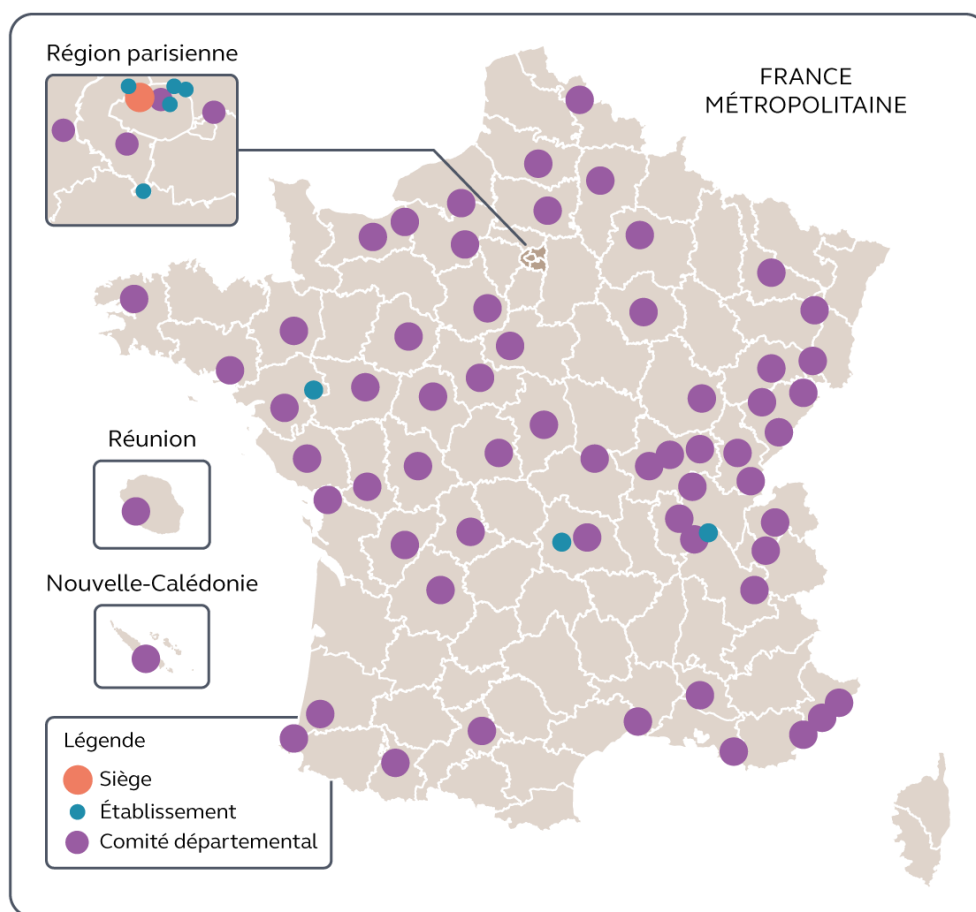 Région parisienne
FRANCE
MÉTROPOLITAINE
Réunion
Nouvelle-Calédonie
Légende
Siège
Établissement
Comité départemental